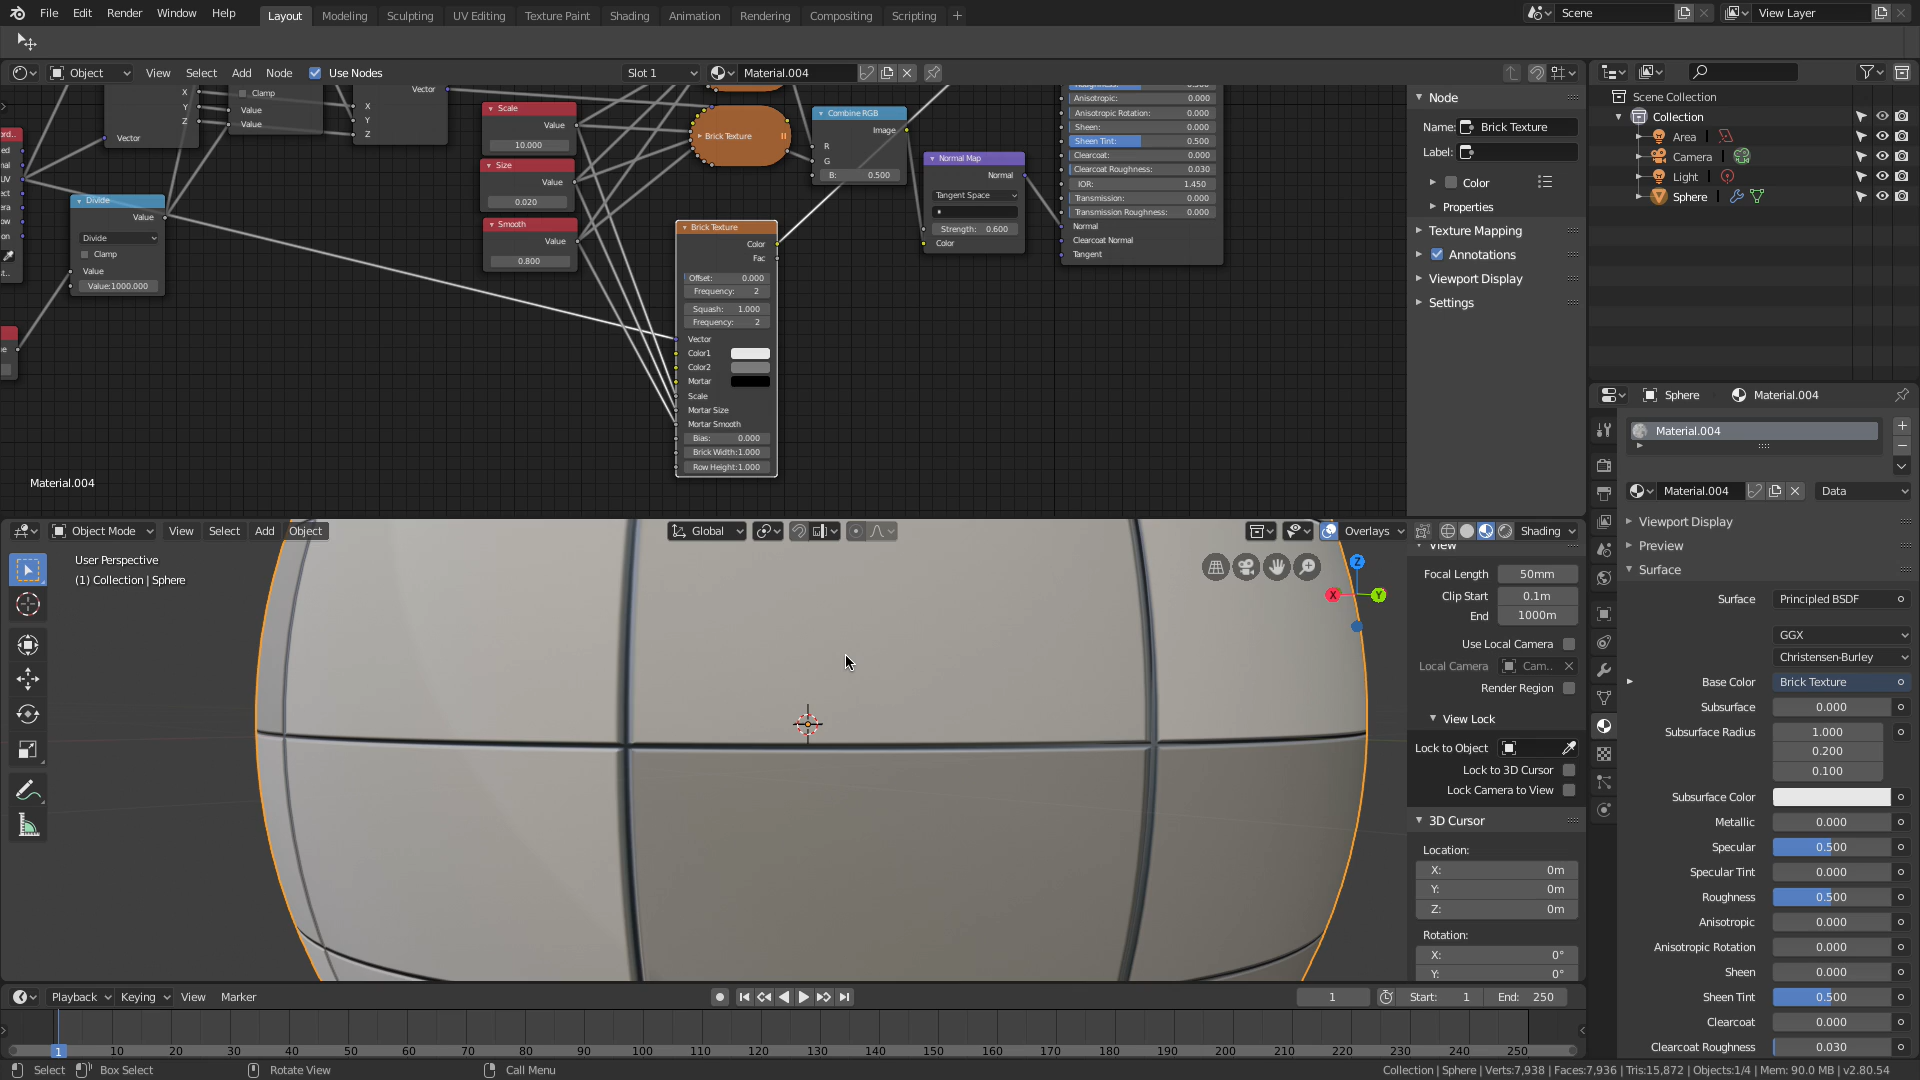 File Edit Render Window Help Layout Modeling Sculpting UV Editing Texture Paint Shading Animation Rendering Compositing Scripting Scene View Layer
Object View Select Add Node Use Nodes Slot 1 Material.004
X
Y
Z
Vector
Clamp
Value
Value
Vector
X
Y
Z
Divide
Value
Divide
Clamp
Value
Value:1000.000
Scale
Value
10.000
Size
Value
0.020
Smooth
Value
0.800
Brick Texture
Brick Texture
Color
Fac
Offset: 0.000
Frequency: 2
Squash: 1.000
Frequency: 2
Vector
Color1
Color2
Mortar
Scale
Mortar Size
Mortar Smooth
Bias: 0.000
Brick Width:1.000
Row Height:1.000
Combine RGB
Image
R
G
B: 0.500
Normal Map
Normal
Tangent Space
Strength: 0.600
Color
Anisotropic: 0.000
Anisotropic Rotation: 0.000
Sheen: 0.000
Sheen Tint: 0.500
Clearcoat: 0.000
Clearcoat Roughness: 0.030
IOR: 1.450
Transmission: 0.000
Transmission Roughness: 0.000
Normal
Clearcoat Normal
Tangent
Material.004
Node
Name: Brick Texture
Label:
Color
Properties
Texture Mapping
Annotations
Viewport Display
Settings
Scene Collection
Collection
Area
Camera
Light
Sphere
Sphere Material.004
Material.004
Material.004 Data
Viewport Display
Preview
Surface
Surface Principled BSDF
GGX
Christensen-Burley
Base Color Brick Texture
Subsurface 0.000
Subsurface Radius 1.000
0.200
0.100
Subsurface Color
Metallic 0.000
Specular 0.500
Specular Tint 0.000
Roughness 0.500
Anisotropic 0.000
Anisotropic Rotation 0.000
Sheen 0.000
Sheen Tint 0.500
Clearcoat 0.000
Clearcoat Roughness 0.030
Object Mode View Select Add Object Global Overlays Shading
User Perspective
(1) Collection | Sphere
Z
X
Y
View
Focal Length 50mm
Clip Start 0.1m
End 1000m
Use Local Camera
Local Camera Cam..
Render Region
View Lock
Lock to Object
Lock to 3D Cursor
Lock Camera to View
3D Cursor
Location:
X: 0m
Y: 0m
Z: 0m
Rotation:
X: 0°
Y: 0°
Playback Keying View Marker 1 Start: 1 End: 250
1 10 20 30 40 50 60 70 80 90 100 110 120 130 140 150 160 170 180 190 200 210 220 230 240 250
Select Box Select Rotate View Call Menu Collection | Sphere | Verts:7,938 | Faces:7,936 | Tris:15,872 | Objects:1/4 | Mem: 90.0 MB | v2.80.54